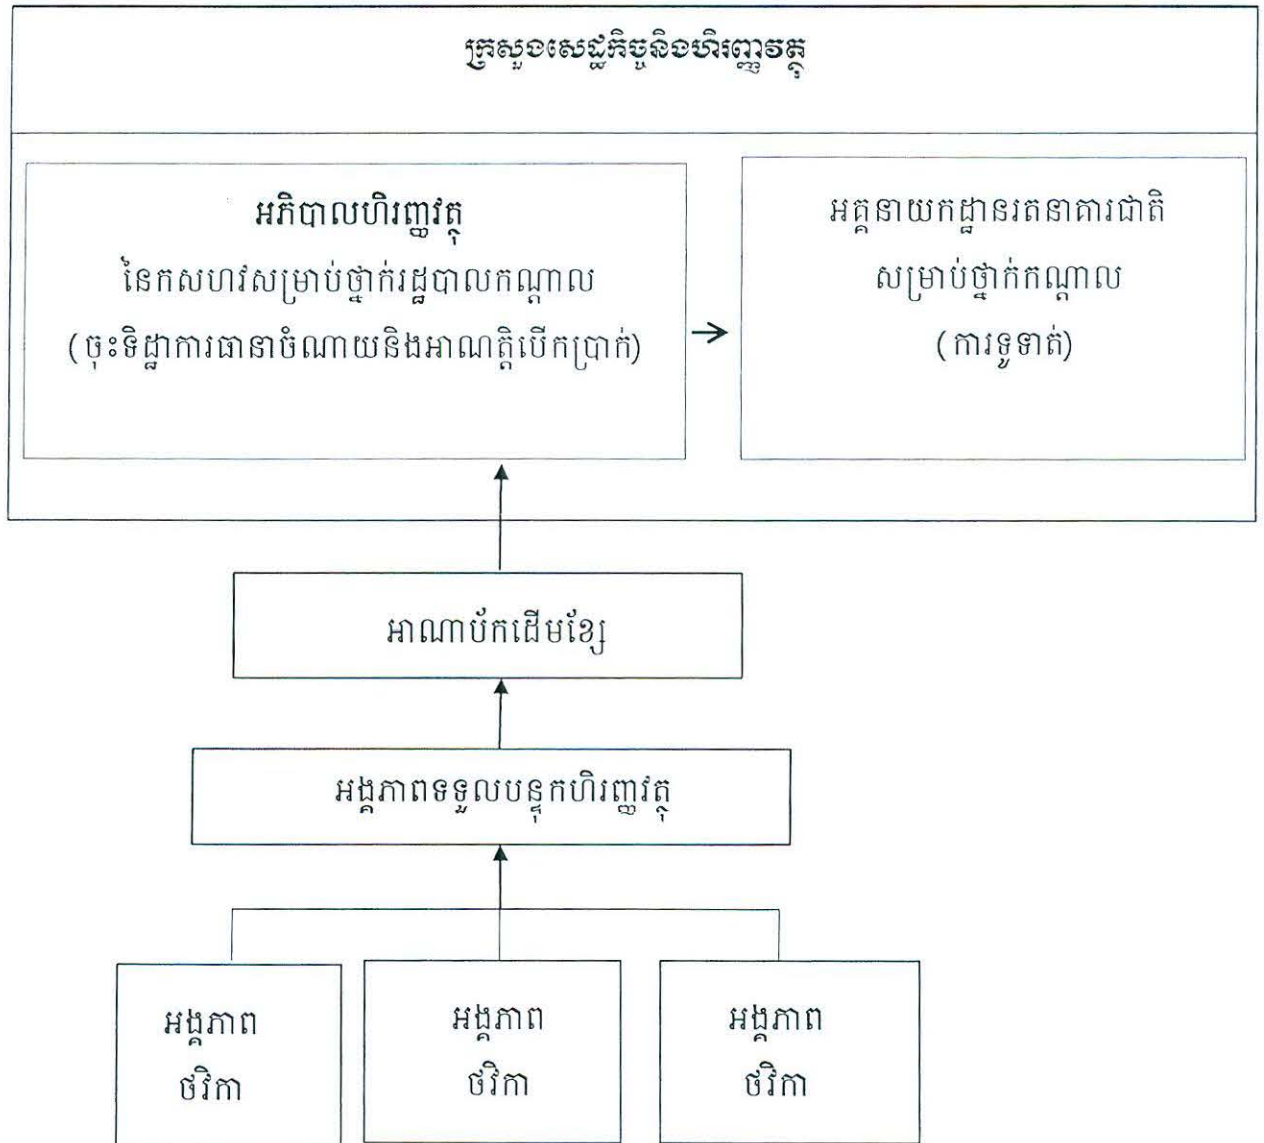 ក្រសួងសេដ្ឋកិច្ចនិងហិរញ្ញវត្ថុ
អភិបាលហិរញ្ញវត្ថុ
នៃកសហវសម្រាប់ថ្នាក់រដ្ឋបាលកណ្តាល
(ចុះទិដ្ឋាការធានាចំណាយនិងអាណត្តិបើកប្រាក់)
អគ្គនាយកដ្ឋានរតនាគារជាតិ
សម្រាប់ថ្នាក់កណ្តាល
(ការទូទាត់)
អាណាប័កដើមខ្សែ
អង្គភាពទទួលបន្ទុកហិរញ្ញវត្ថុ
អង្គភាព
ថវិកា
អង្គភាព
ថវិកា
អង្គភាព
ថវិកា